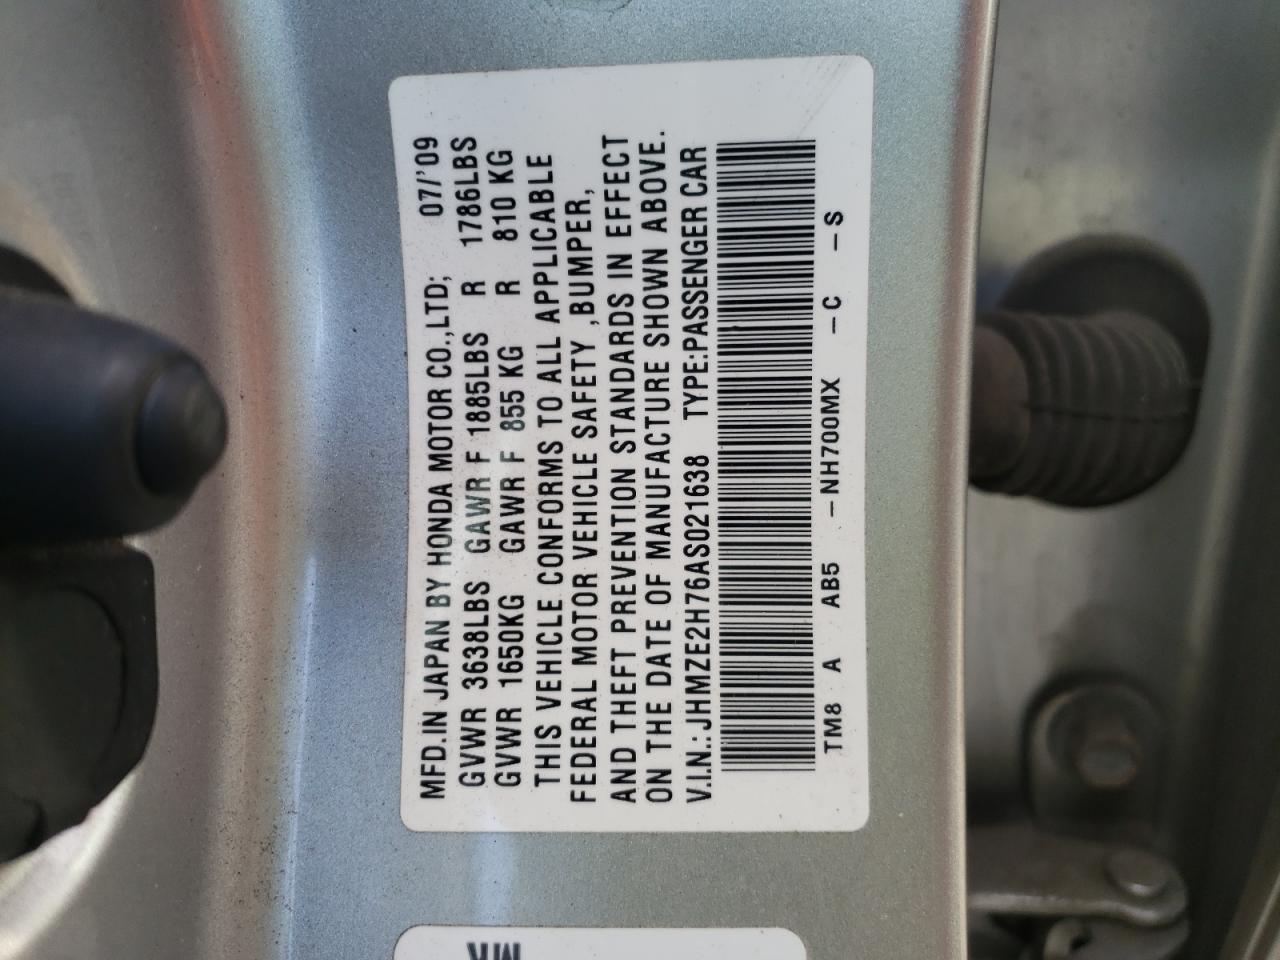 MFD.IN JAPAN BY HONDA MOTOR CO.,LTD; 07/'09
GVWR 3638LBS GAWR F 1885LBS R 1786LBS
GVWR 1650KG GAWR F 855 KG R 810 KG
THIS VEHICLE CONFORMS TO ALL APPLICABLE
FEDERAL MOTOR VEHICLE SAFETY ,BUMPER,
AND THEFT PREVENTION STANDARDS IN EFFECT
ON THE DATE OF MANUFACTURE SHOWN ABOVE.
V.I.N.: JHMZE2H76AS021638 TYPE:PASSENGER CAR
TM8 A AB5 -NH700MX -C -S